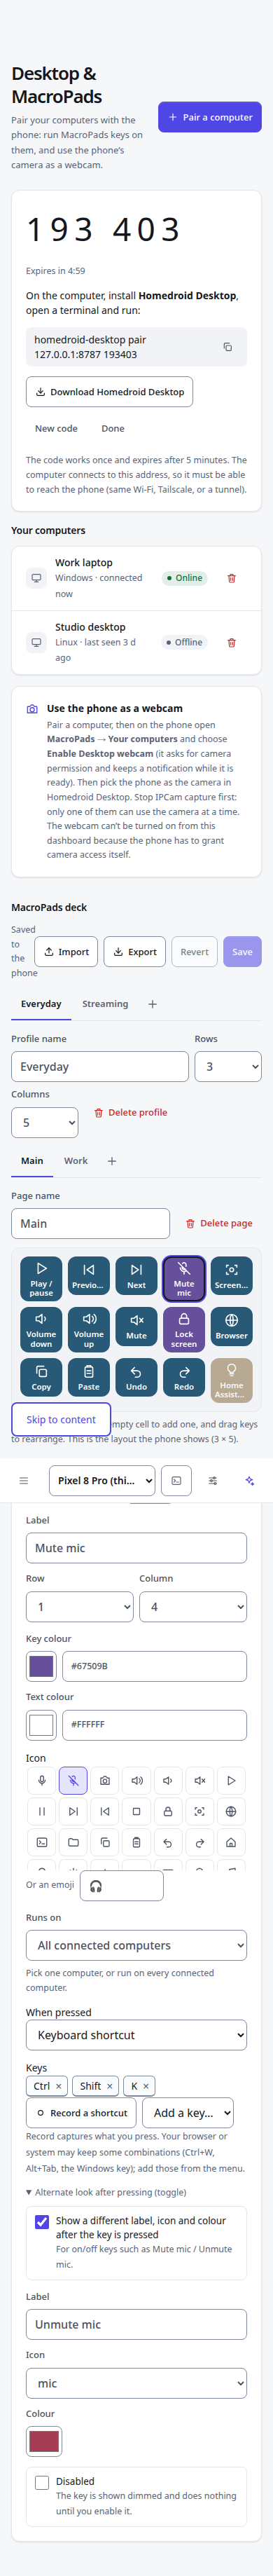 Desktop &
MacroPads
Pair your computers with the
phone: run MacroPads keys on
them, and use the phone's
camera as a webcam.
Pair a computer
193 403
Expires in 4:59
On the computer, install Homedroid Desktop,
open a terminal and run:
homedroid-desktop pair
127.0.0.1:8787 193403
Download Homedroid Desktop
New code Done
The code works once and expires after 5 minutes. The
computer connects to this address, so it must be able
to reach the phone (same Wi-Fi, Tailscale, or a tunnel).
Your computers
Work laptop
Windows · connected
now
Online
Studio desktop
Linux · last seen 3 d
ago
Offline
Use the phone as a webcam
Pair a computer, then on the phone open
MacroPads → Your computers and choose
Enable Desktop webcam (it asks for camera
permission and keeps a notification while it is
ready). Then pick the phone as the camera in
Homedroid Desktop. Stop IPCam capture first:
only one of them can use the camera at a time.
The webcam can't be turned on from this
dashboard because the phone has to grant
camera access itself.
MacroPads deck
Saved
to
the
phone
Import Export Revert Save
Everyday Streaming
Profile name Rows
Everyday 3
Columns
5 Delete profile
Main Work
Page name
Main Delete page
Play /
pause
Previo...
Next
Mute
mic
Screen...
Volume
down
Volume
up
Mute
Lock
screen
Browser
Copy
Paste
Undo
Redo
Home
Assist...
Skip to content
mpty cell to add one, and drag keys
to rearrange. This is the layout the phone shows (3 × 5).
Pixel 8 Pro (thi...
Label
Mute mic
Row Column
1 4
Key colour
#67509B
Text colour
#FFFFFF
Icon
Or an emoji
Runs on
All connected computers
Pick one computer, or run on every connected
computer.
When pressed
Keyboard shortcut
Keys
Ctrl × Shift × K ×
Record a shortcut Add a key...
Record captures what you press. Your browser or
system may keep some combinations (Ctrl+W,
Alt+Tab, the Windows key); add those from the menu.
▼ Alternate look after pressing (toggle)
Show a different label, icon and colour
after the key is pressed
For on/off keys such as Mute mic / Unmute
mic.
Label
Unmute mic
Icon
mic
Colour
Disabled
The key is shown dimmed and does nothing
until you enable it.